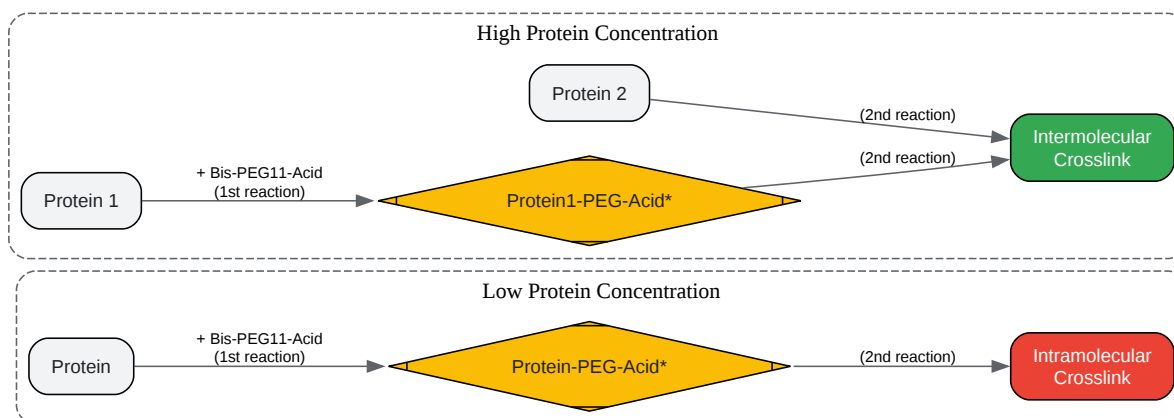 High Protein Concentration
Protein 2
(2nd reaction)
Intermolecular
Crosslink
+ Bis-PEG11-Acid
(1st reaction)
(2nd reaction)
Protein 1
Protein1-PEG-Acid*
Low Protein Concentration
+ Bis-PEG11-Acid
(1st reaction)
Protein
Protein-PEG-Acid*
(2nd reaction)
Intramolecular
Crosslink